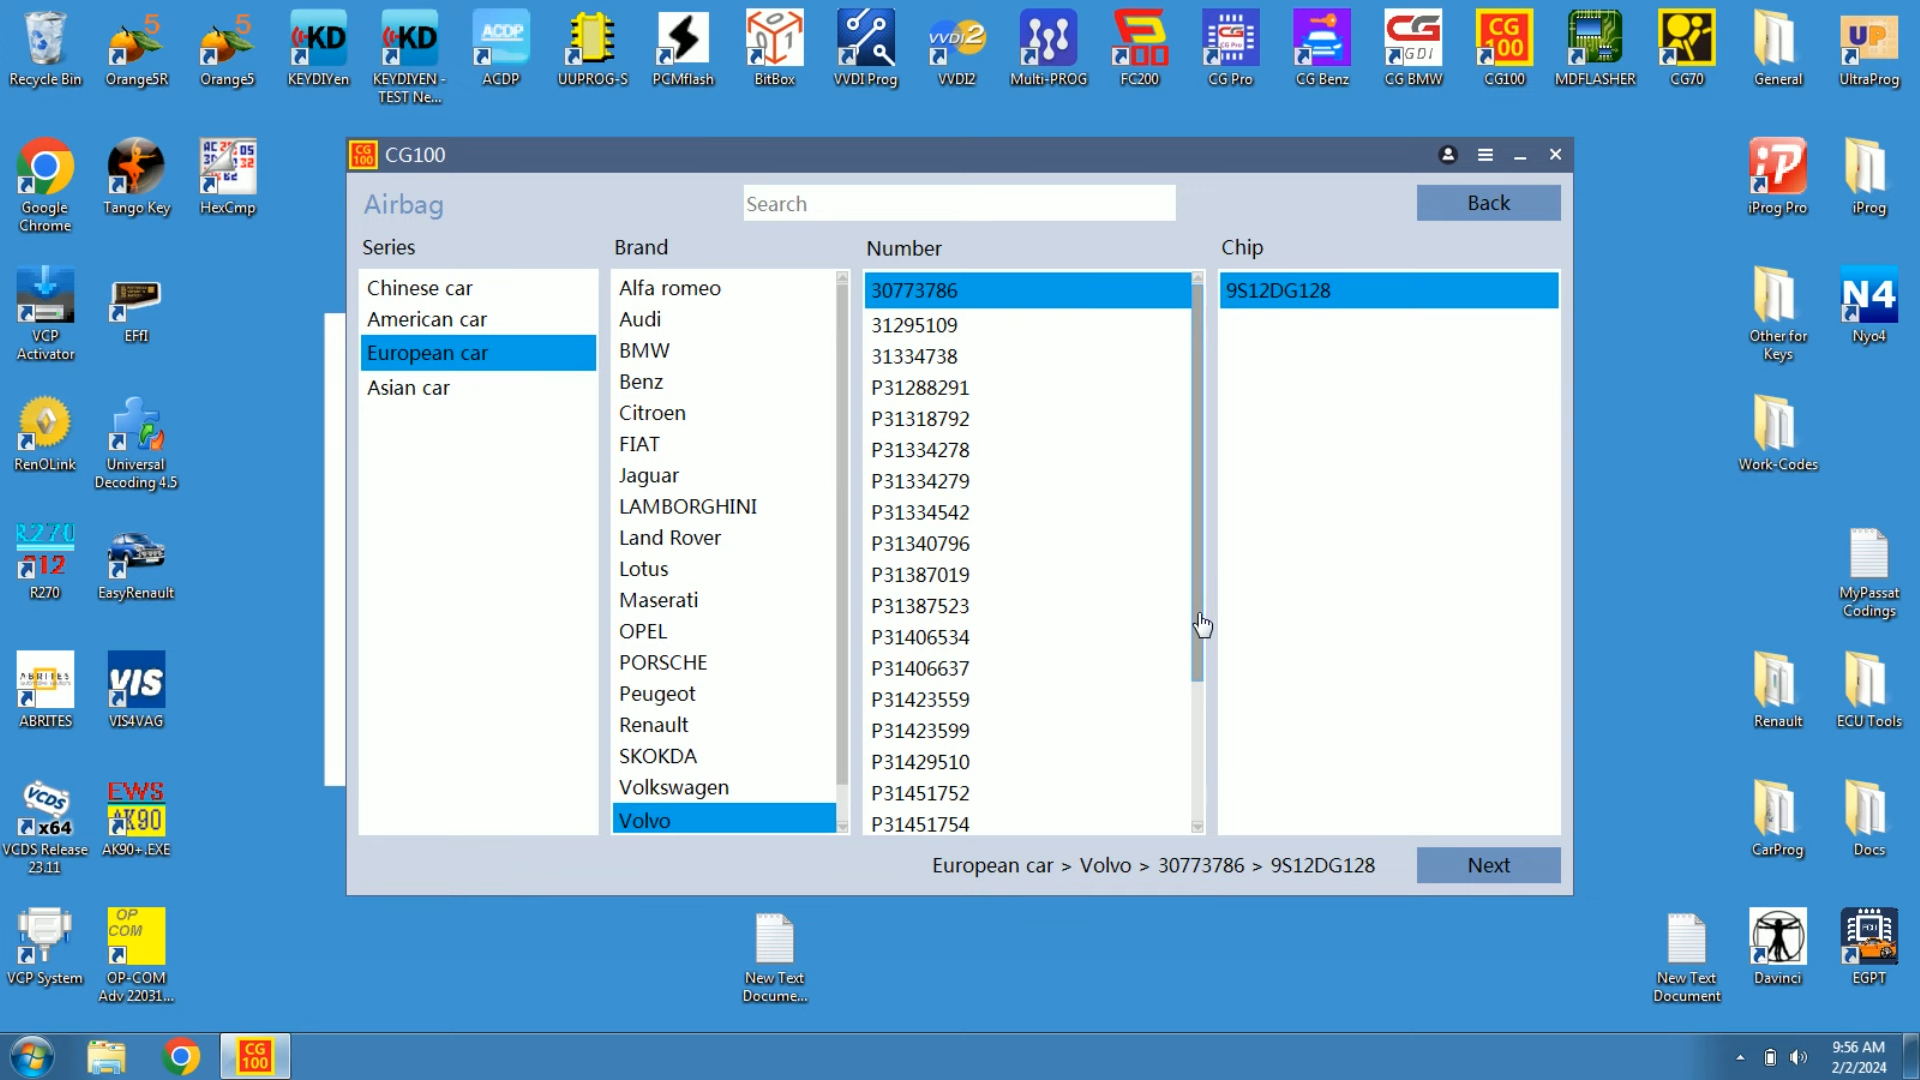 Recycle Bin
Orange5R
Orange5
KEYDIYen
KEYDIYEN -
TEST Ne...
ACDP
UUPROG-S
PCMflash
BitBox
VVDI Prog
VVDI2
Multi-PROG
FC200
CG Pro
CG Benz
CG BMW
CG100
MDFLASHER
CG70
General
UltraProg
Google
Chrome
Tango Key
HexCmp
CG100
iProg Pro
iProg
Airbag
Search
Back
Series
Brand
Number
Chip
Chinese car
American car
European car
Asian car
Alfa romeo
Audi
BMW
Benz
Citroen
FIAT
Jaguar
LAMBORGHINI
Land Rover
Lotus
Maserati
OPEL
PORSCHE
Peugeot
Renault
SKOKDA
Volkswagen
Volvo
30773786
31295109
31334738
P31288291
P31318792
P31334278
P31334279
P31334542
P31340796
P31387019
P31387523
P31406534
P31406637
P31423559
P31423599
P31429510
P31451752
P31451754
9S12DG128
European car > Volvo > 30773786 > 9S12DG128
Next
VCP
Activator
EFfI
Other for
Keys
Nyo4
RenOLink
Universal
Decoding 4.5
Work-Codes
R270
EasyRenault
MyPassat
Codings
ABRITES
VIS4VAG
Renault
ECU Tools
VCDS Release
23.11
AK90+.EXE
CarProg
Docs
VCP System
OP-COM
Adv 22031...
New Text
Docume...
New Text
Document
Davinci
EGPT
9:56 AM
2/2/2024